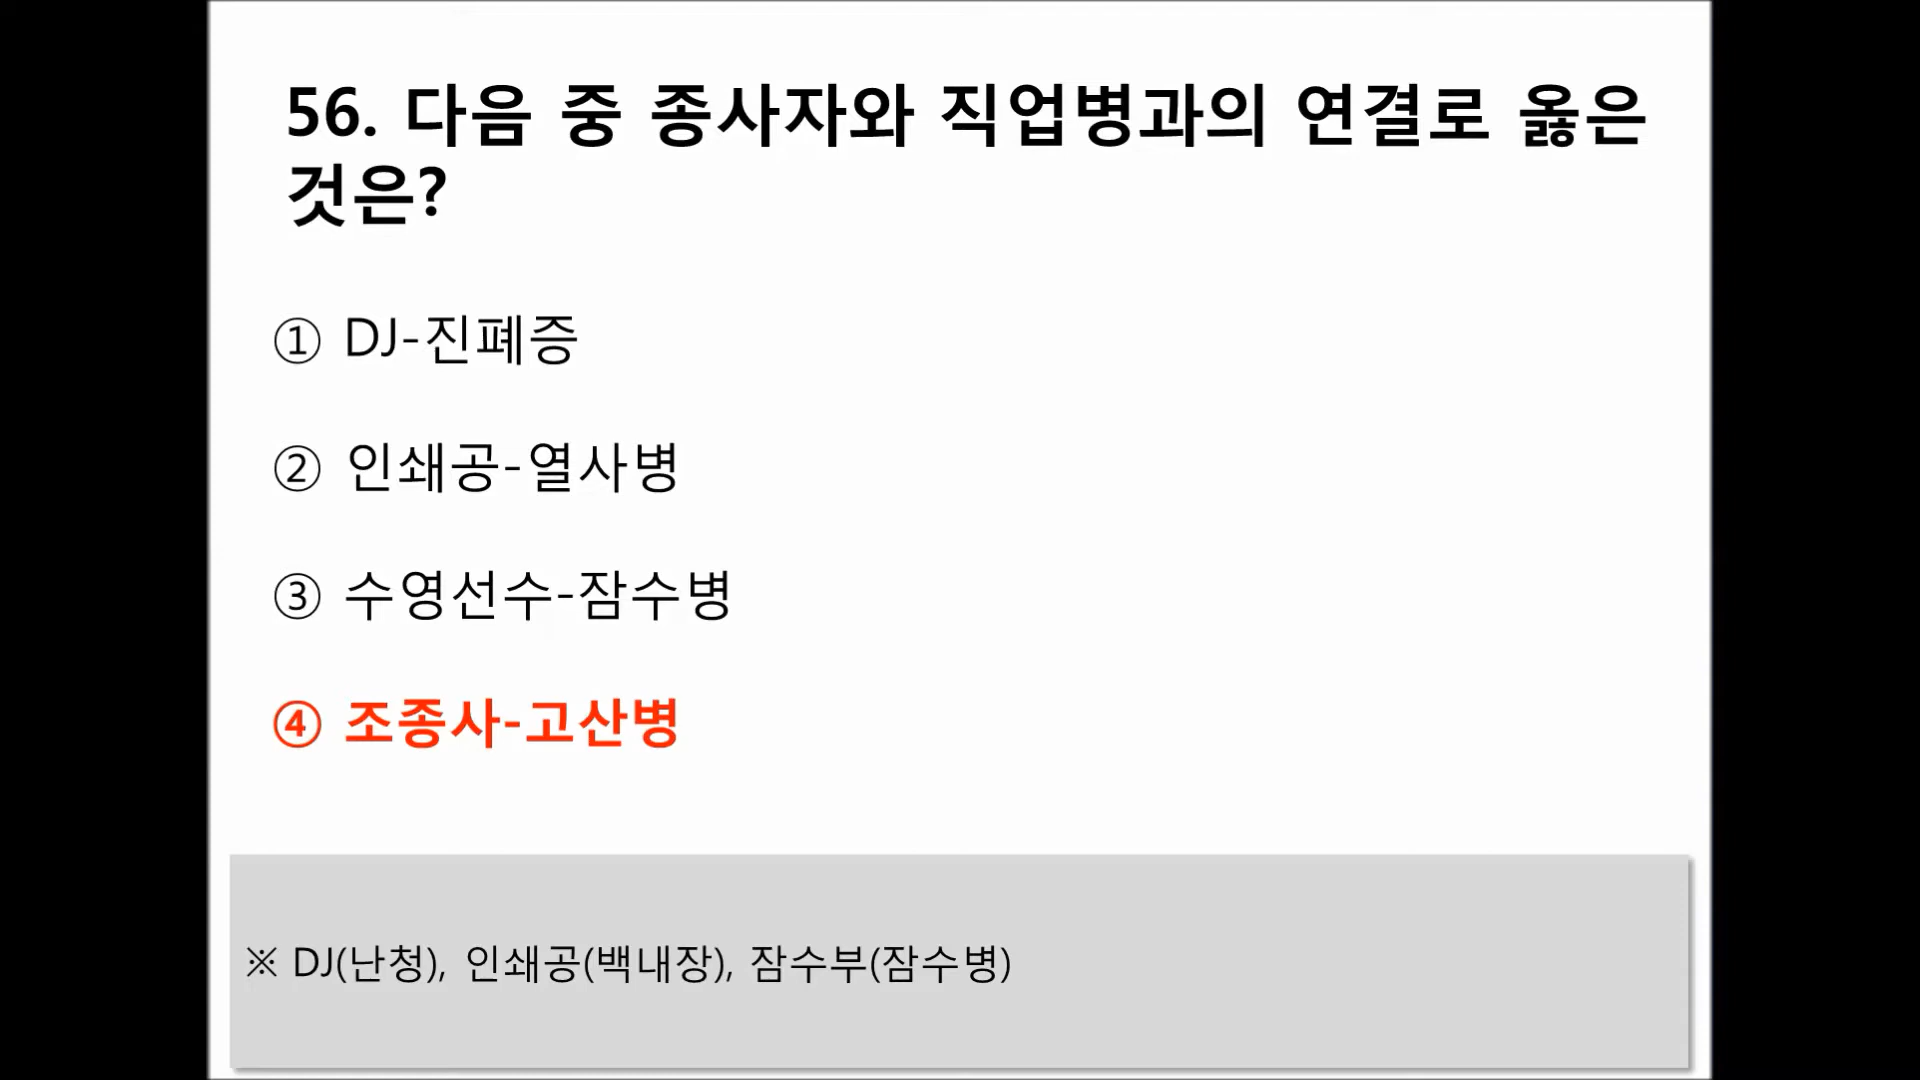 56. 다음 중 종사자와 직업병과의 연결로 옳은
것은?
① DJ-진폐증
② 인쇄공-열사병
③ 수영선수-잠수병
④ 조종사-고산병
※ DJ(난청), 인쇄공(백내장), 잠수부(잠수병)